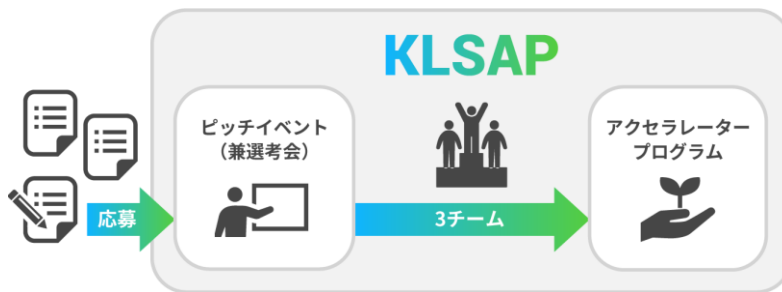 KLSAP
応募
ピッチイベント
（兼選考会）
3チーム
アクセラレーター
プログラム